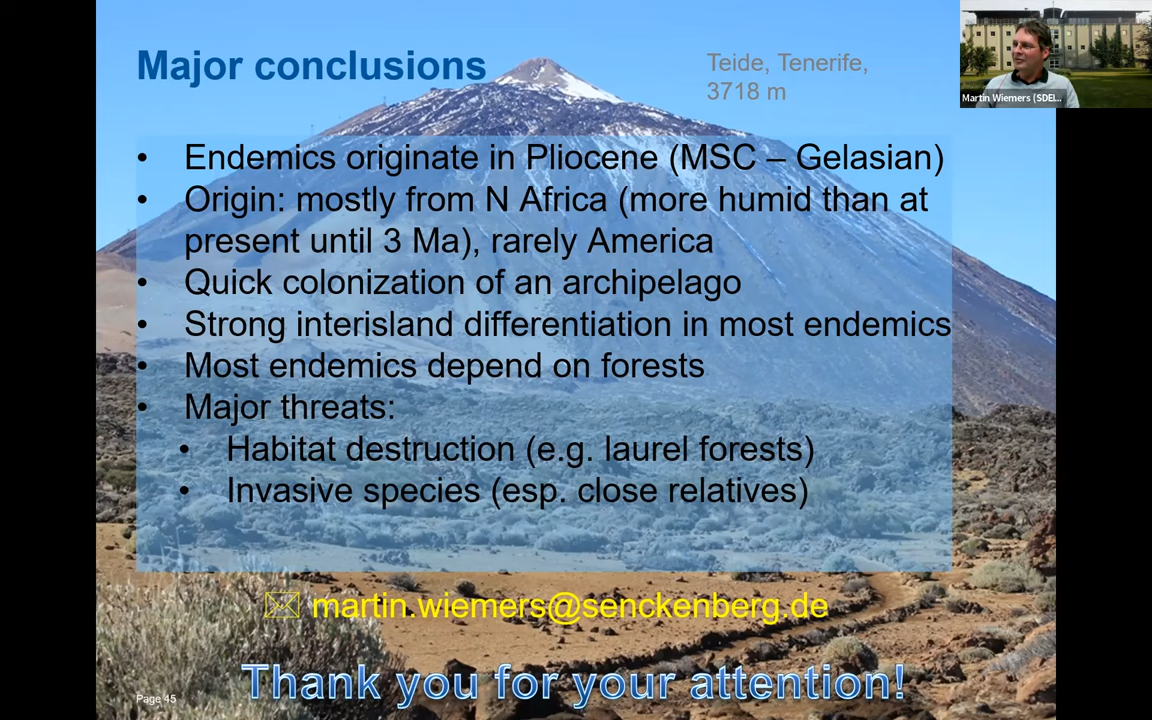 Major conclusions
Teide, Tenerife,
3718 m
Martin Wiemers (SDEI...
• Endemics originate in Pliocene (MSC – Gelasian)
• Origin: mostly from N Africa (more humid than at
present until 3 Ma), rarely America
• Quick colonization of an archipelago
• Strong interisland differentiation in most endemics
• Most endemics depend on forests
• Major threats:
• Habitat destruction (e.g. laurel forests)
• Invasive species (esp. close relatives)
martin.wiemers@senckenberg.de
Thank you for your attention!
Page 45